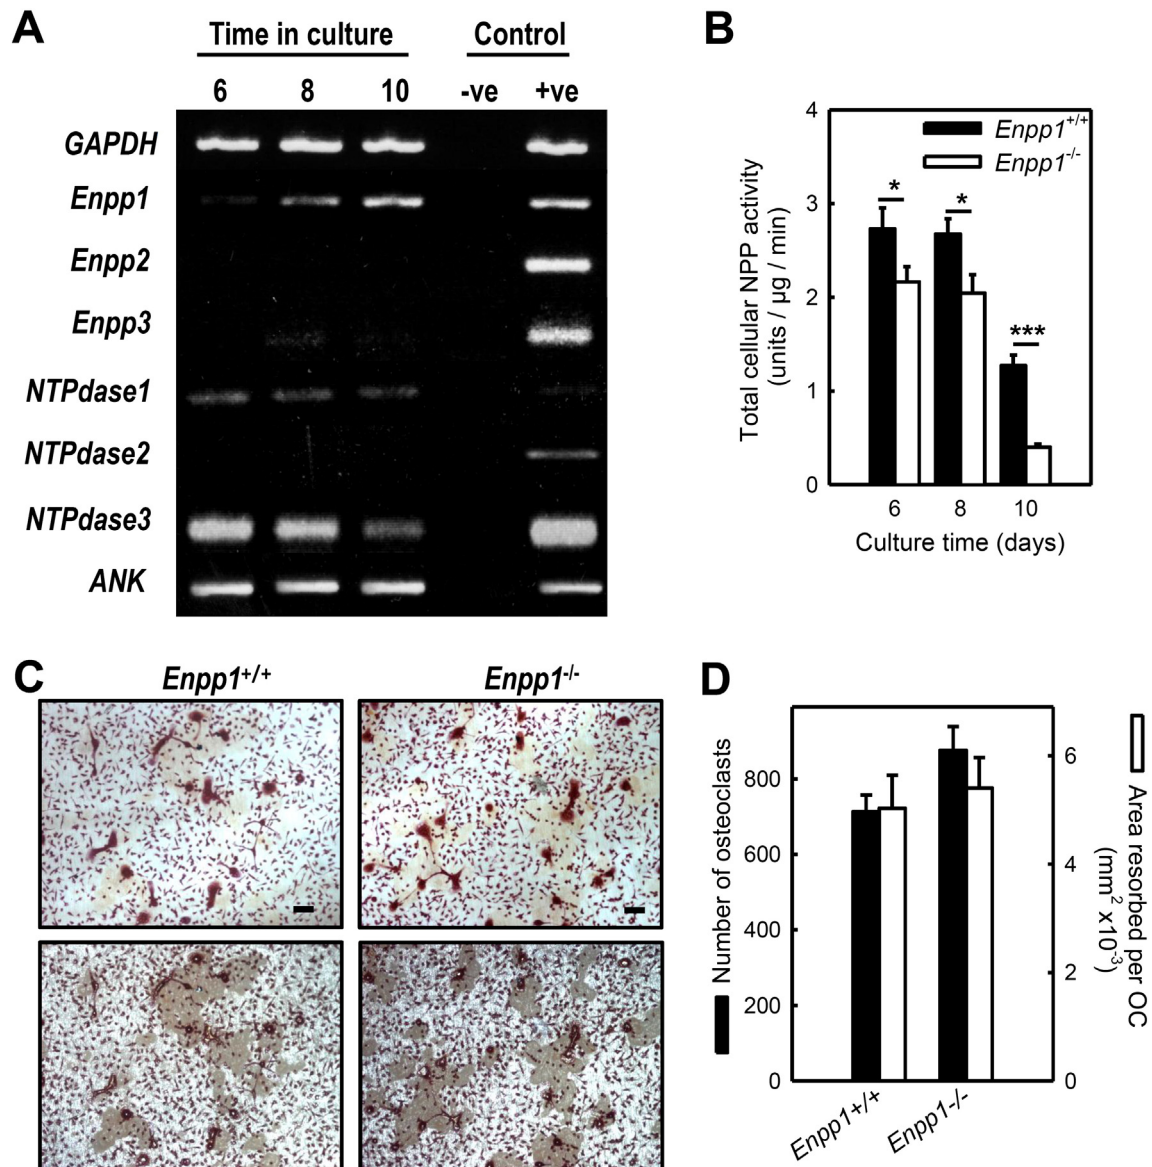 A
Time in culture Control
6 8 10 -ve +ve
GAPDH
Enpp1
Enpp2
Enpp3
NTPdase1
NTPdase2
NTPdase3
ANK
B
4
3
2
1
0
Total cellular NPP activity
(units / µg / min)
Enpp1+/+
Enpp1-/-
*
*
***
6 8 10
Culture time (days)
C
Enpp1+/+ Enpp1-/-
D
Number of osteoclasts
800
600
400
200
0
6
4
2
0
Area resorbed per OC
(mm² x10⁻³)
Enpp1+/+
Enpp1-/-